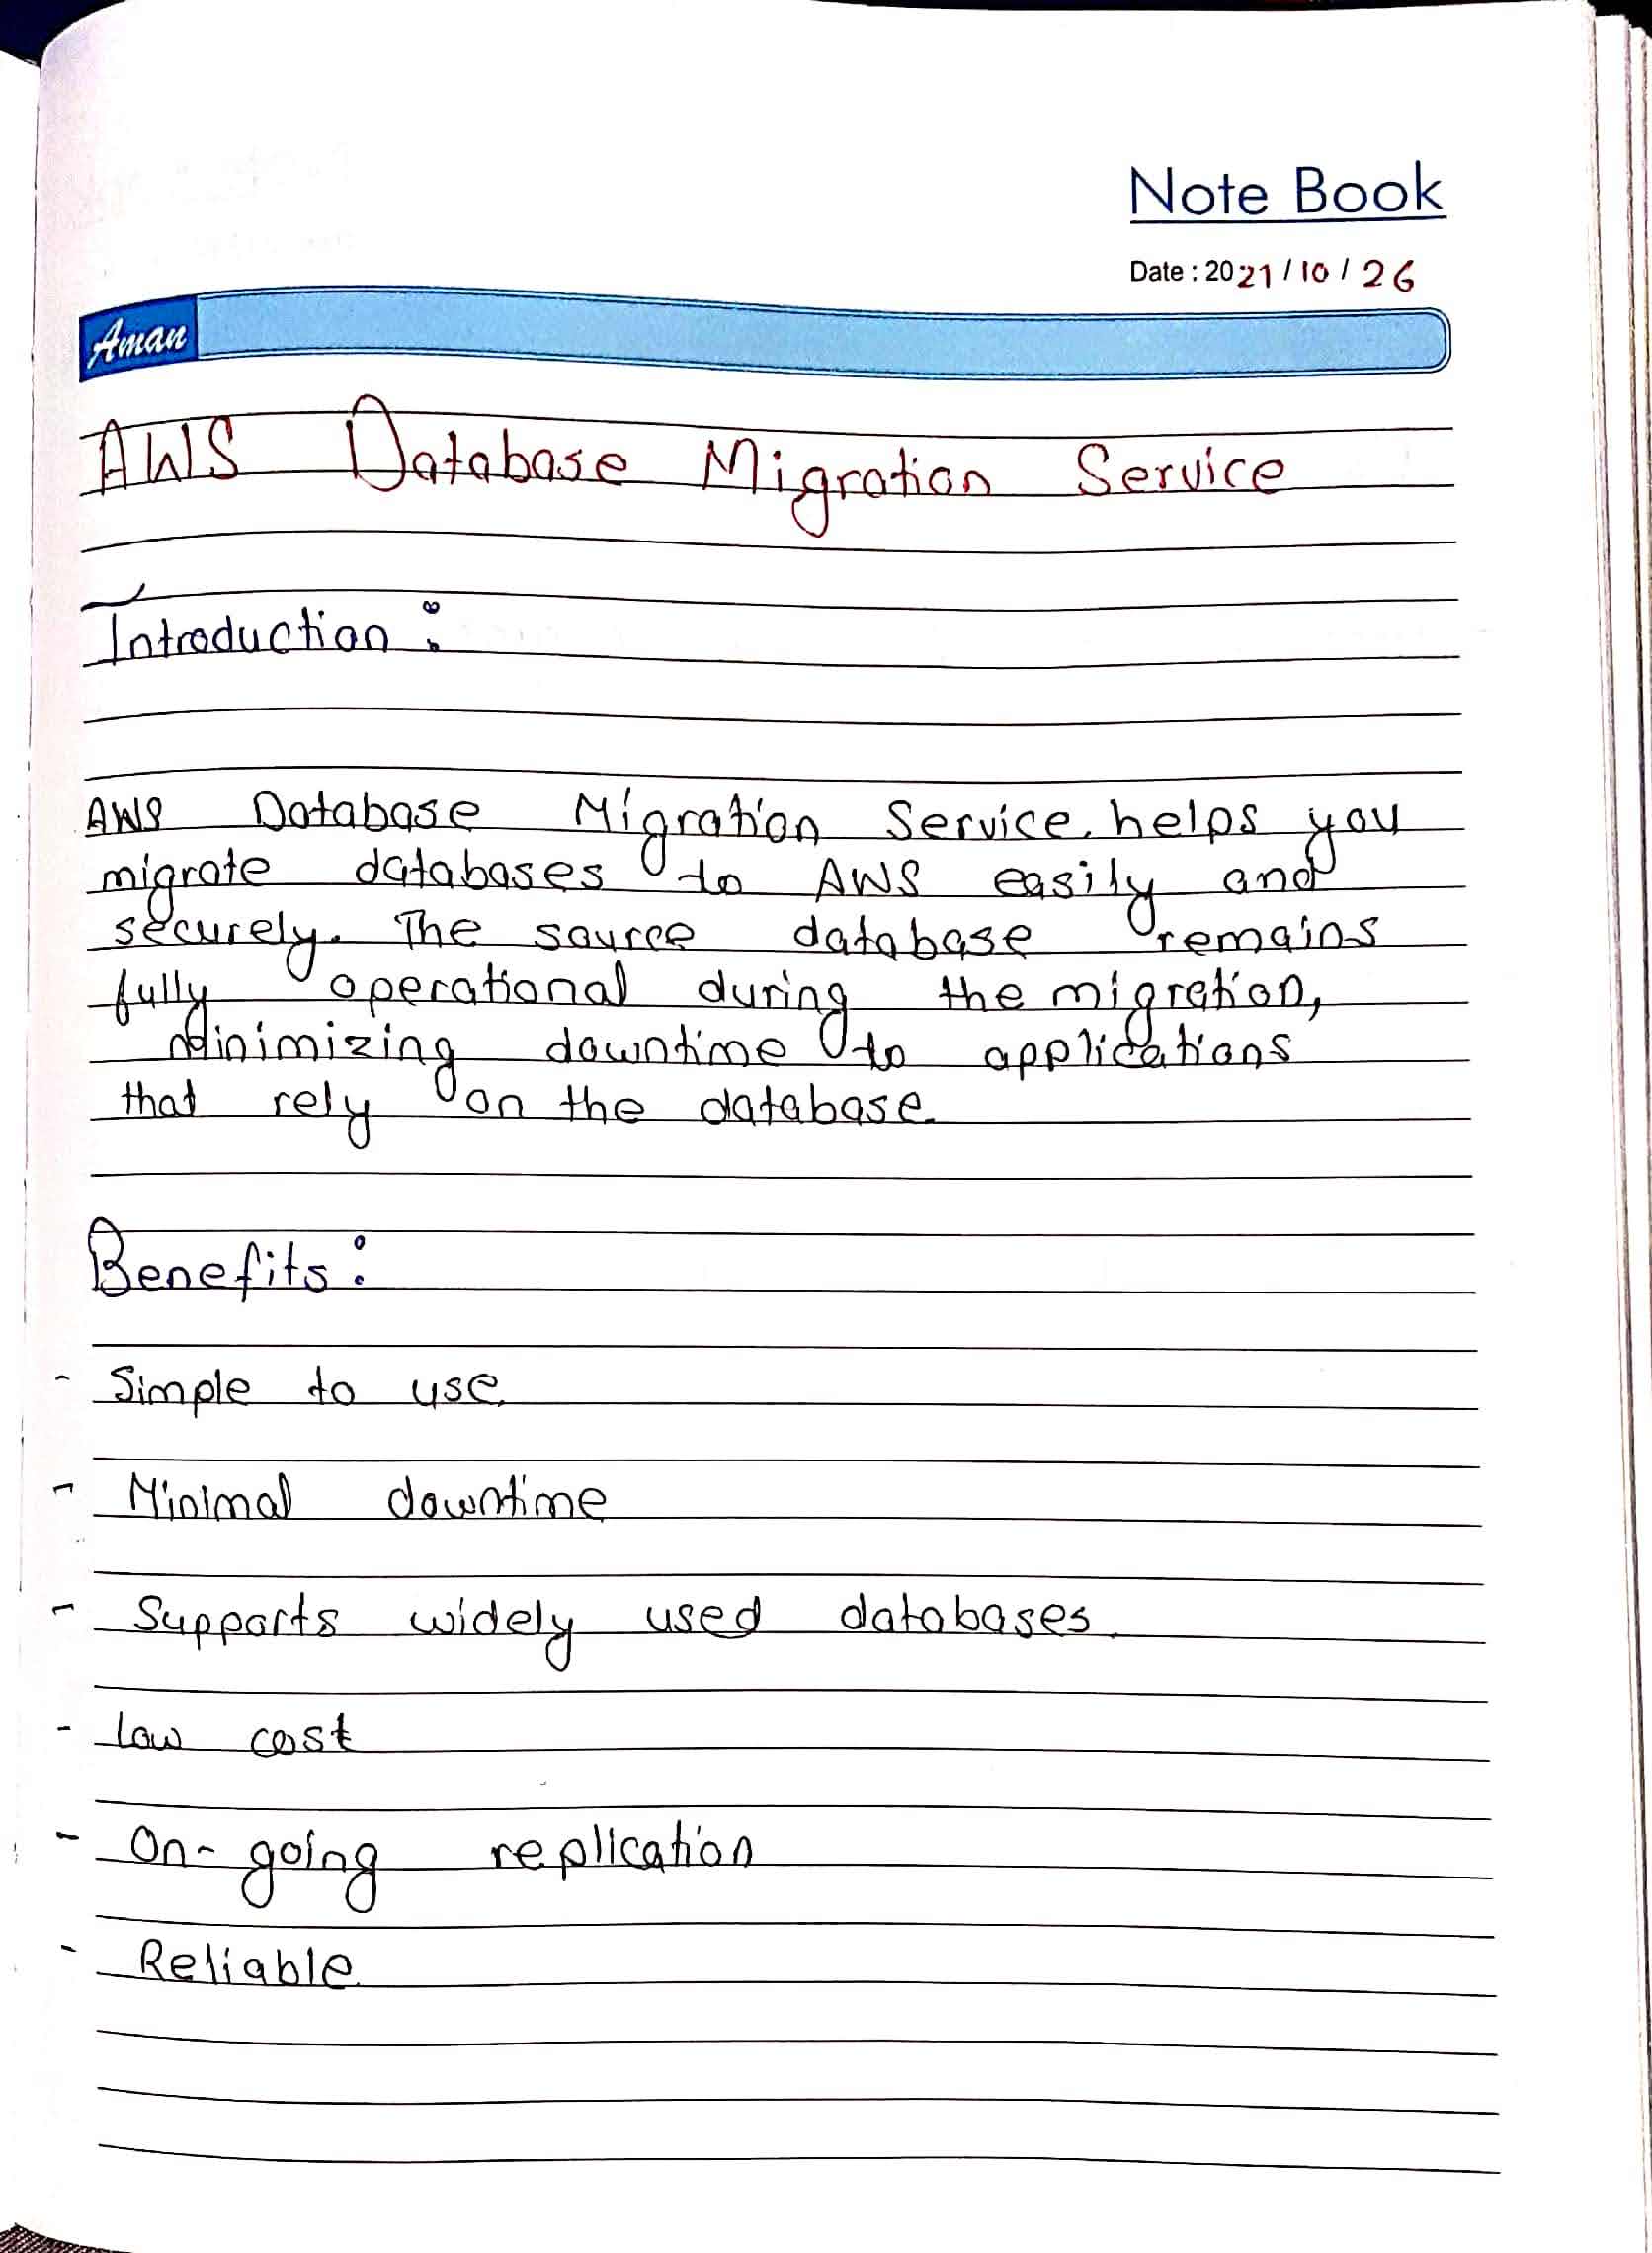 Note Book
Date : 2021 / 10 / 26
Aman
AWS Database Migration Service
Introduction :
AWS Database Migration Service helps you
migrate databases to AWS easily and
securely. The source database remains
fully operational during the migration,
Minimizing downtime to applications
that rely on the database.
Benefits :
- Simple to use.
- Minimal downtime
- Supports widely used databases.
- low cost
- On-going replication
- Reliable.